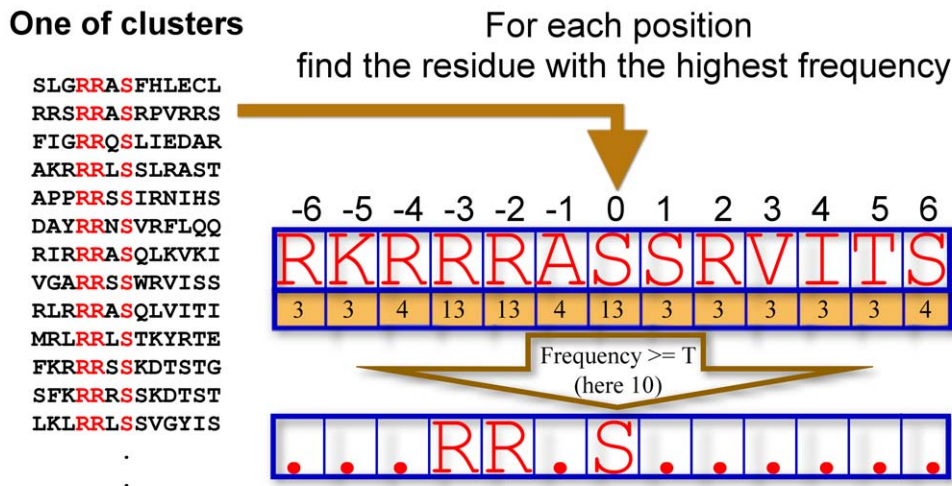 One of clusters
For each position
find the residue with the highest frequency
SLGRRASFHLECL
RRSRRASRPVRRS
FIGRRQSLIEDAR
AKRRRLSSLRAST
APPRRSSIRNIHS
DAYRRNSVRFLQQ
RIRRRASQLKVKI
VGARRSSWRVISS
RLRRRASQLVITI
MRLRRLSTKYRTE
FKRRRSSKDTSTG
SFKRRRSSKDTST
LKLRRLSSVGYIS
.
.
-6 -5 -4 -3 -2 -1 0 1 2 3 4 5 6
R K R R R A S S R V I T S
3 3 4 13 13 4 13 3 3 3 3 3 4
Frequency >= T
(here 10)
. . . R R . S . . . . . .